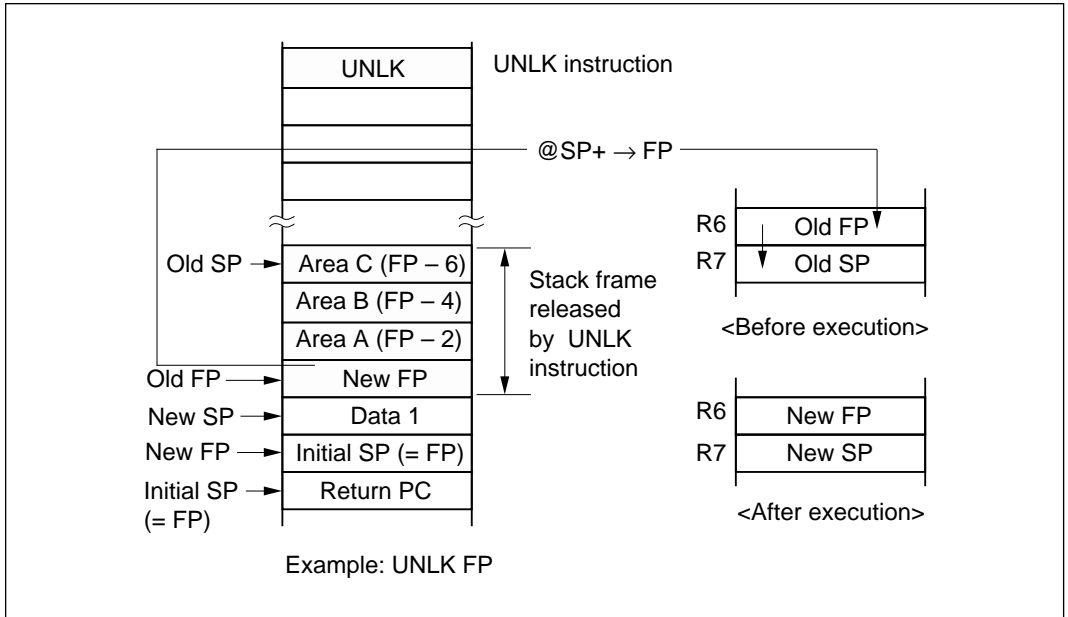 UNLK
UNLK instruction
@SP+ → FP
R6
Old FP
R7
Old SP
<Before execution>
Old SP
Area C (FP – 6)
Area B (FP – 4)
Area A (FP – 2)
Stack frame
released
by UNLK
instruction
Old FP
New FP
New SP
Data 1
New FP
Initial SP (= FP)
Initial SP
(= FP)
Return PC
R6
New FP
R7
New SP
<After execution>
Example: UNLK FP